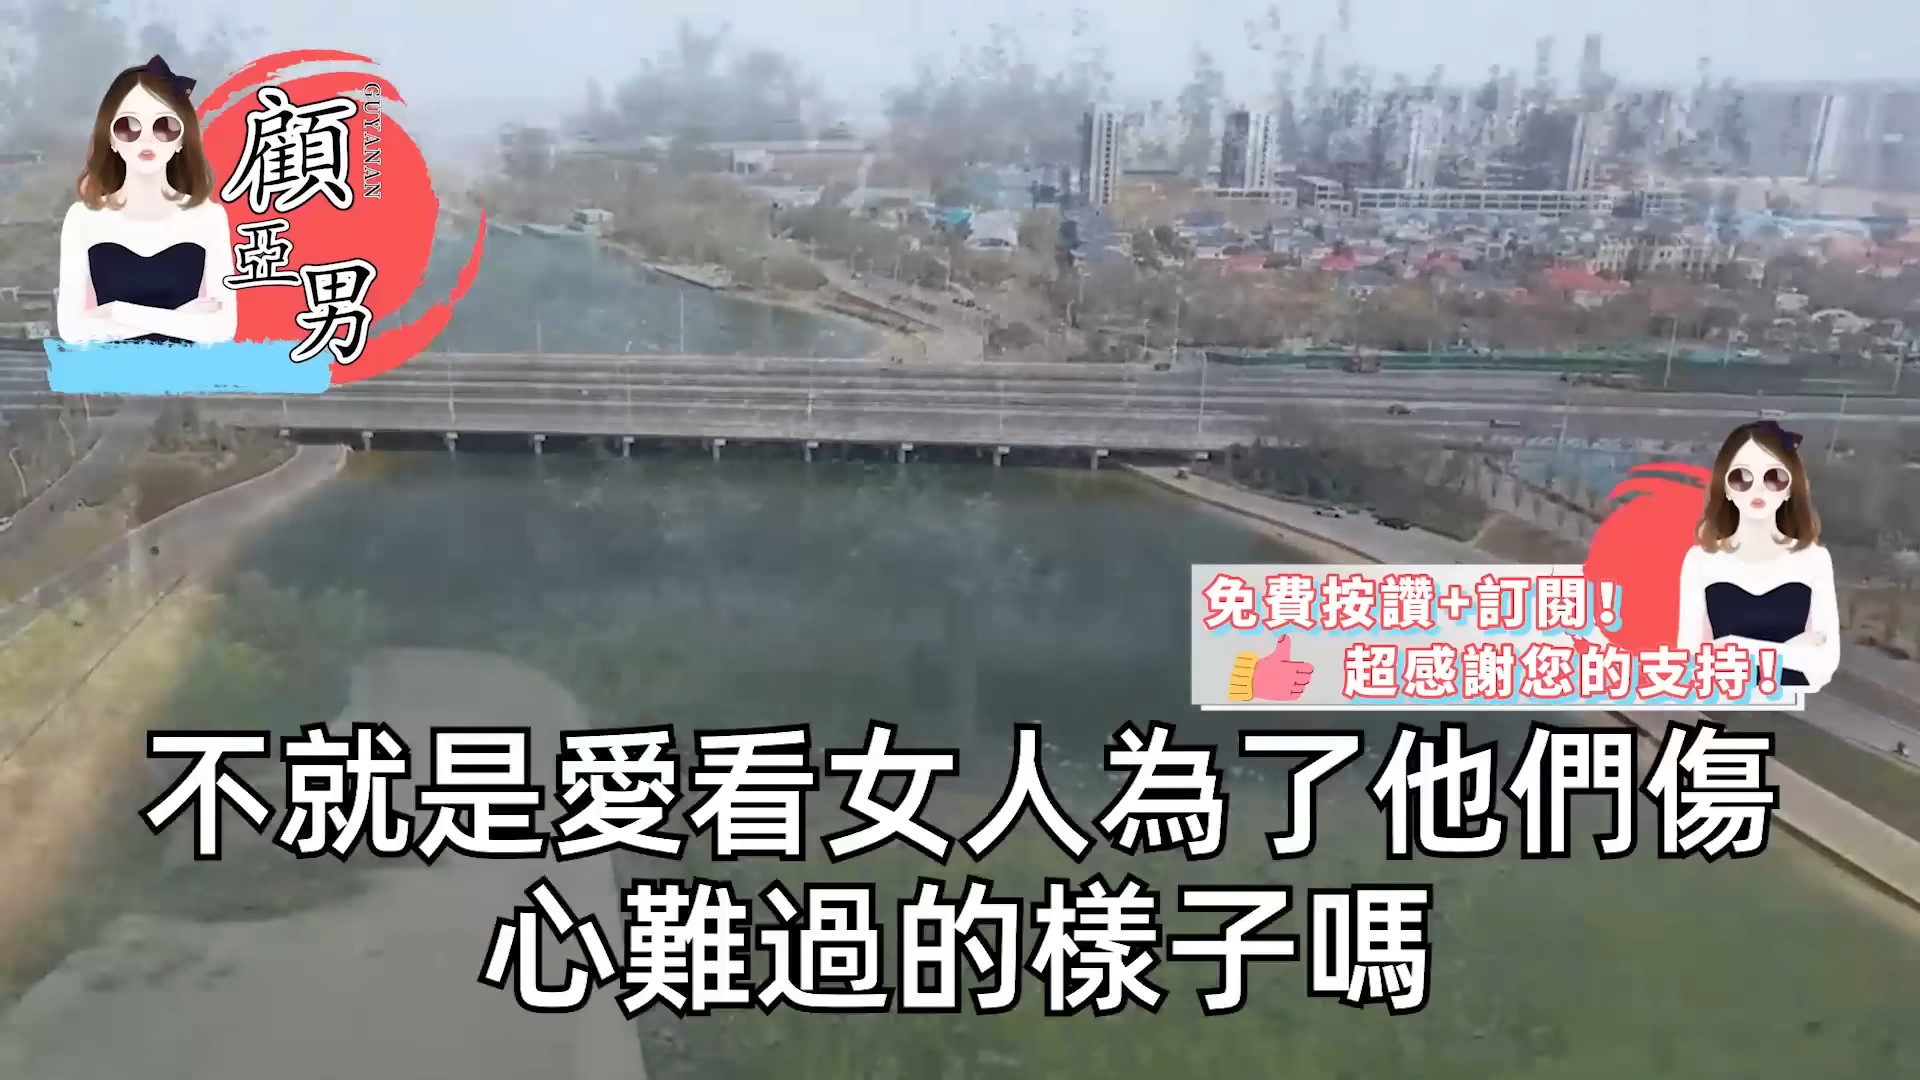 顧亞男
GUYANAN
免費按讚+訂閱!
超感謝您的支持!
不就是愛看女人為了他們傷
心難過的樣子嗎